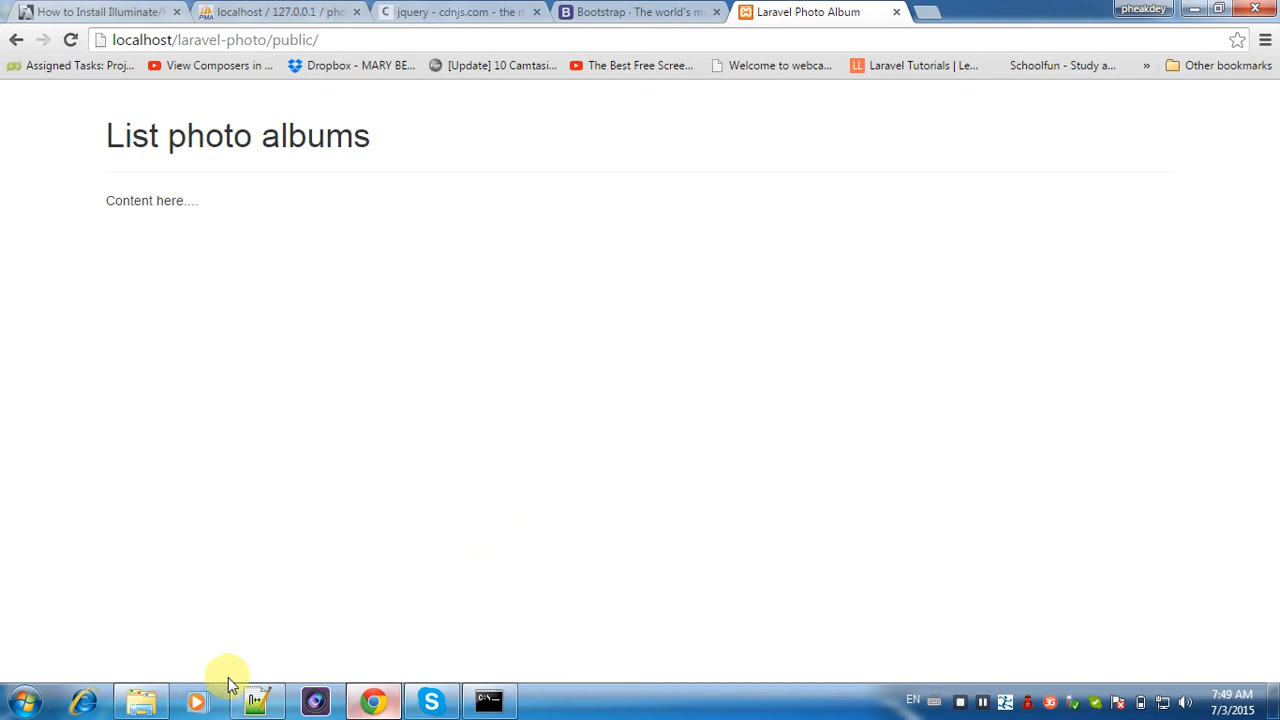 How to Install Illuminate/
localhost / 127.0.0.1 / pho
jquery - cdnjs.com - the m
Bootstrap · The world's m
Laravel Photo Album
pheakdey
localhost/laravel-photo/public/
Assigned Tasks: Proj...
View Composers in ...
Dropbox - MARY BE...
[Update] 10 Camtasi...
The Best Free Scree...
Welcome to webca...
LL Laravel Tutorials | Le...
Schoolfun - Study a...
» Other bookmarks
List photo albums
Content here....
EN
7:49 AM
7/3/2015